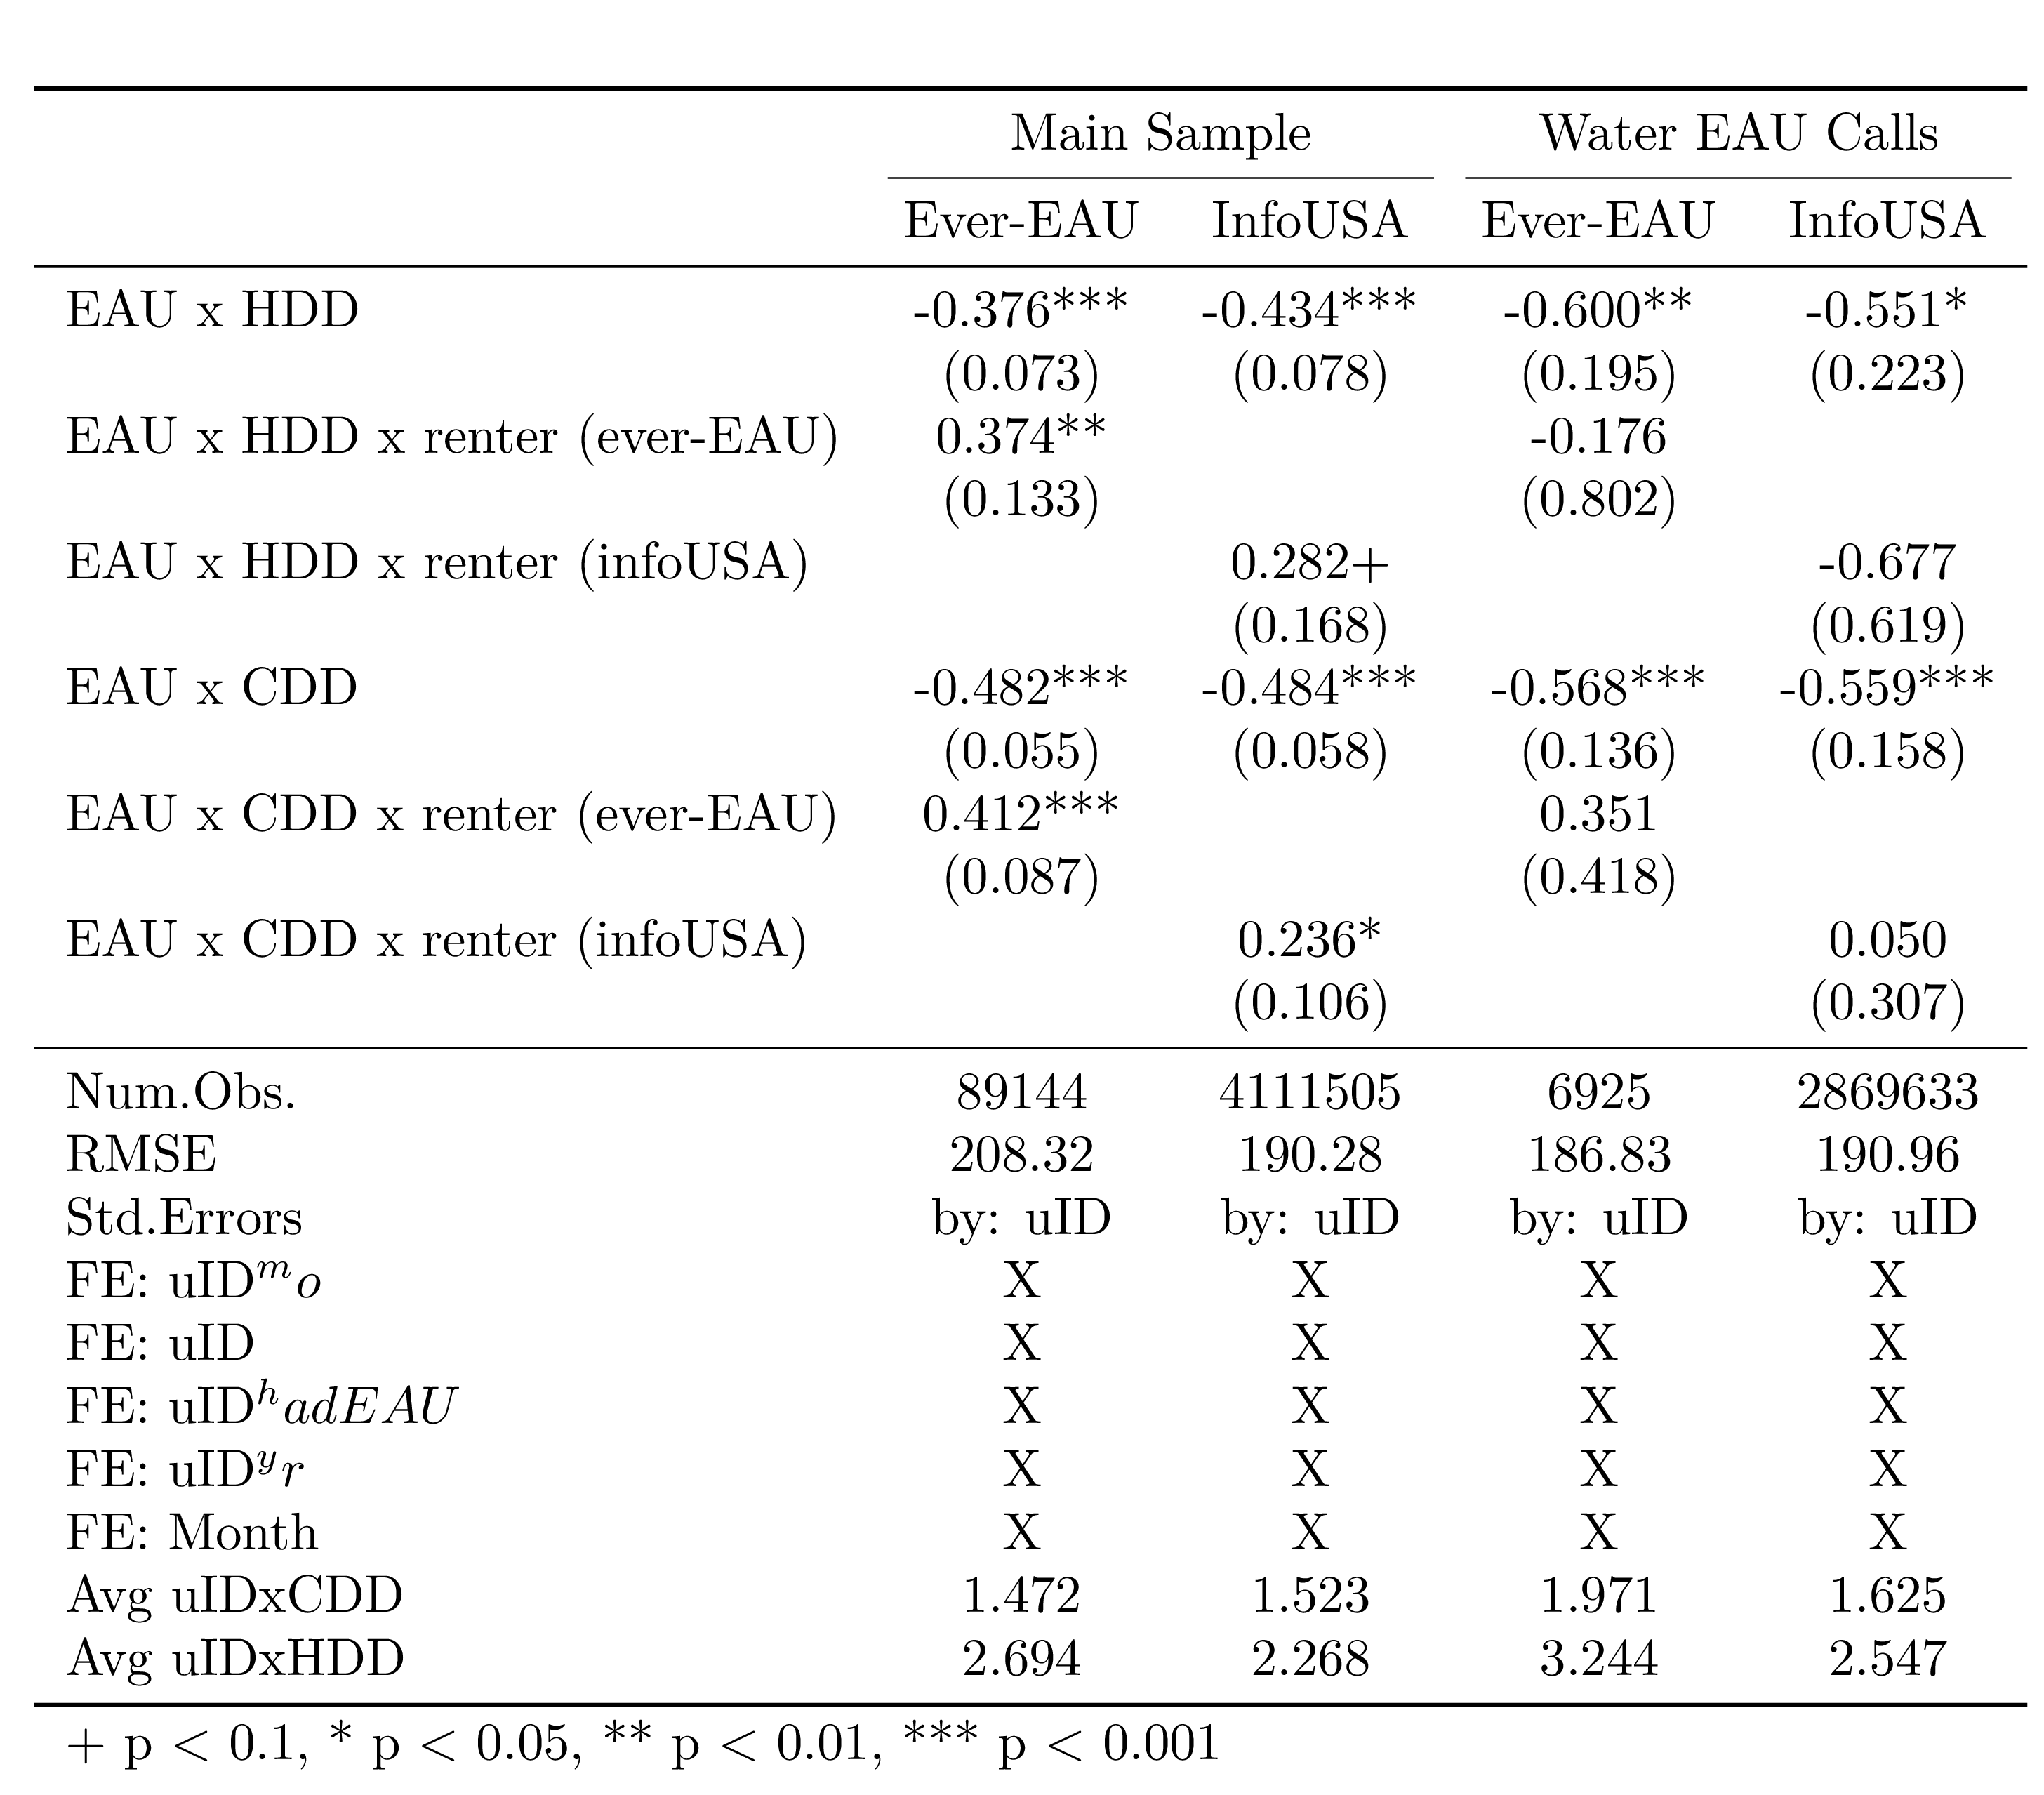 Main Sample Water EAU Calls
Ever-EAU InfoUSA Ever-EAU InfoUSA
EAU x HDD -0.376*** -0.434*** -0.600** -0.551*
(0.073) (0.078) (0.195) (0.223)
EAU x HDD x renter (ever-EAU) 0.374** -0.176
(0.133) (0.802)
EAU x HDD x renter (infoUSA) 0.282+ -0.677
(0.168) (0.619)
EAU x CDD -0.482*** -0.484*** -0.568*** -0.559***
(0.055) (0.058) (0.136) (0.158)
EAU x CDD x renter (ever-EAU) 0.412*** 0.351
(0.087) (0.418)
EAU x CDD x renter (infoUSA) 0.236* 0.050
(0.106) (0.307)
Num.Obs. 89144 4111505 6925 2869633
RMSE 208.32 190.28 186.83 190.96
Std.Errors by: uID by: uID by: uID by: uID
FE: uID^mo X X X X
FE: uID X X X X
FE: uID^hadEAU X X X X
FE: uID^yr X X X X
FE: Month X X X X
Avg uIDxCDD 1.472 1.523 1.971 1.625
Avg uIDxHDD 2.694 2.268 3.244 2.547
+ p < 0.1, * p < 0.05, ** p < 0.01, *** p < 0.001